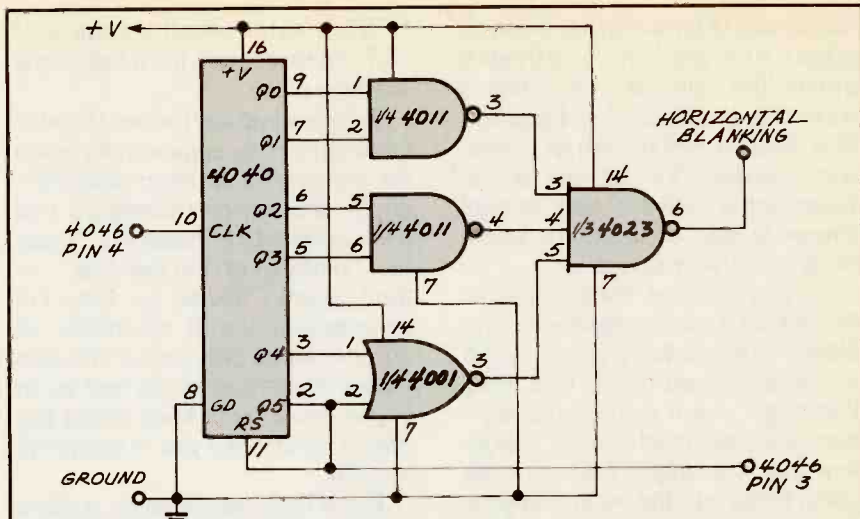 +V
16
+V
Q0
9
1
1/4 4011
3
Q1
7
2
4040
HORIZONTAL
BLANKING
14
3
Q2
6
5
1/4 4011
4
4
1/3 4023
6
4046
PIN 4
10
CLK
Q3
5
6
5
7
7
14
Q4
3
1
1/4 4001
3
8
GD
Q5
2
2
7
RS
11
4046
PIN 3
GROUND